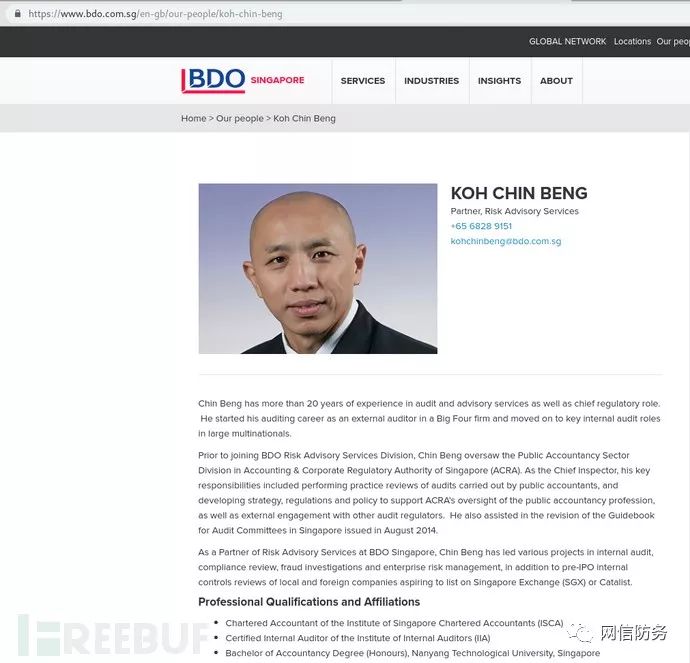 https://www.bdo.com.sg/en-gb/our-people/koh-chin-beng
GLOBAL NETWORK Locations Our peop
BDO SINGAPORE SERVICES INDUSTRIES INSIGHTS ABOUT
Home > Our people > Koh Chin Beng
KOH CHIN BENG
Partner, Risk Advisory Services
+65 6828 9151
kohchinbeng@bdo.com.sg
Chin Beng has more than 20 years of experience in audit and advisory services as well as chief regulatory role.
He started his auditing career as an external auditor in a Big Four firm and moved on to key internal audit roles
in large multinationals.
Prior to joining BDO Risk Advisory Services Division, Chin Beng oversaw the Public Accountancy Sector
Division in Accounting & Corporate Regulatory Authority of Singapore (ACRA). As the Chief Inspector, his key
responsibilities included performing practice reviews of audits carried out by public accountants, and
developing strategy, regulations and policy to support ACRA's oversight of the public accountancy profession,
as well as external engagement with other audit regulators. He also assisted in the revision of the Guidebook
for Audit Committees in Singapore issued in August 2014.
As a Partner of Risk Advisory Services at BDO Singapore, Chin Beng has led various projects in internal audit,
compliance review, fraud investigations and enterprise risk management, in addition to pre-IPO internal
controls reviews of local and foreign companies aspiring to list on Singapore Exchange (SGX) or Catalist.
Professional Qualifications and Affiliations
• Chartered Accountant of the Institute of Singapore Chartered Accountants (ISCA)
• Certified Internal Auditor of the Institute of Internal Auditors (IIA)
• Bachelor of Accountancy Degree (Honours), Nanyang Technological University, Singapore
FREEBUF
网信防务